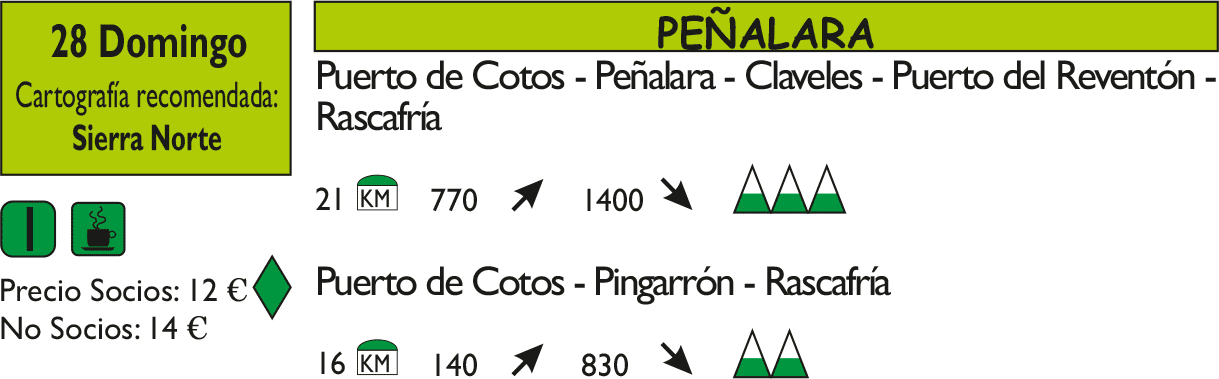 28 Domingo
Cartografía recomendada:
Sierra Norte
Precio Socios: 12 €
No Socios: 14 €
PEÑALARA
Puerto de Cotos - Peñalara - Claveles - Puerto del Reventón -
Rascafría
21 KM 770 1400
Puerto de Cotos - Pingarrón - Rascafría
16 KM 140 830